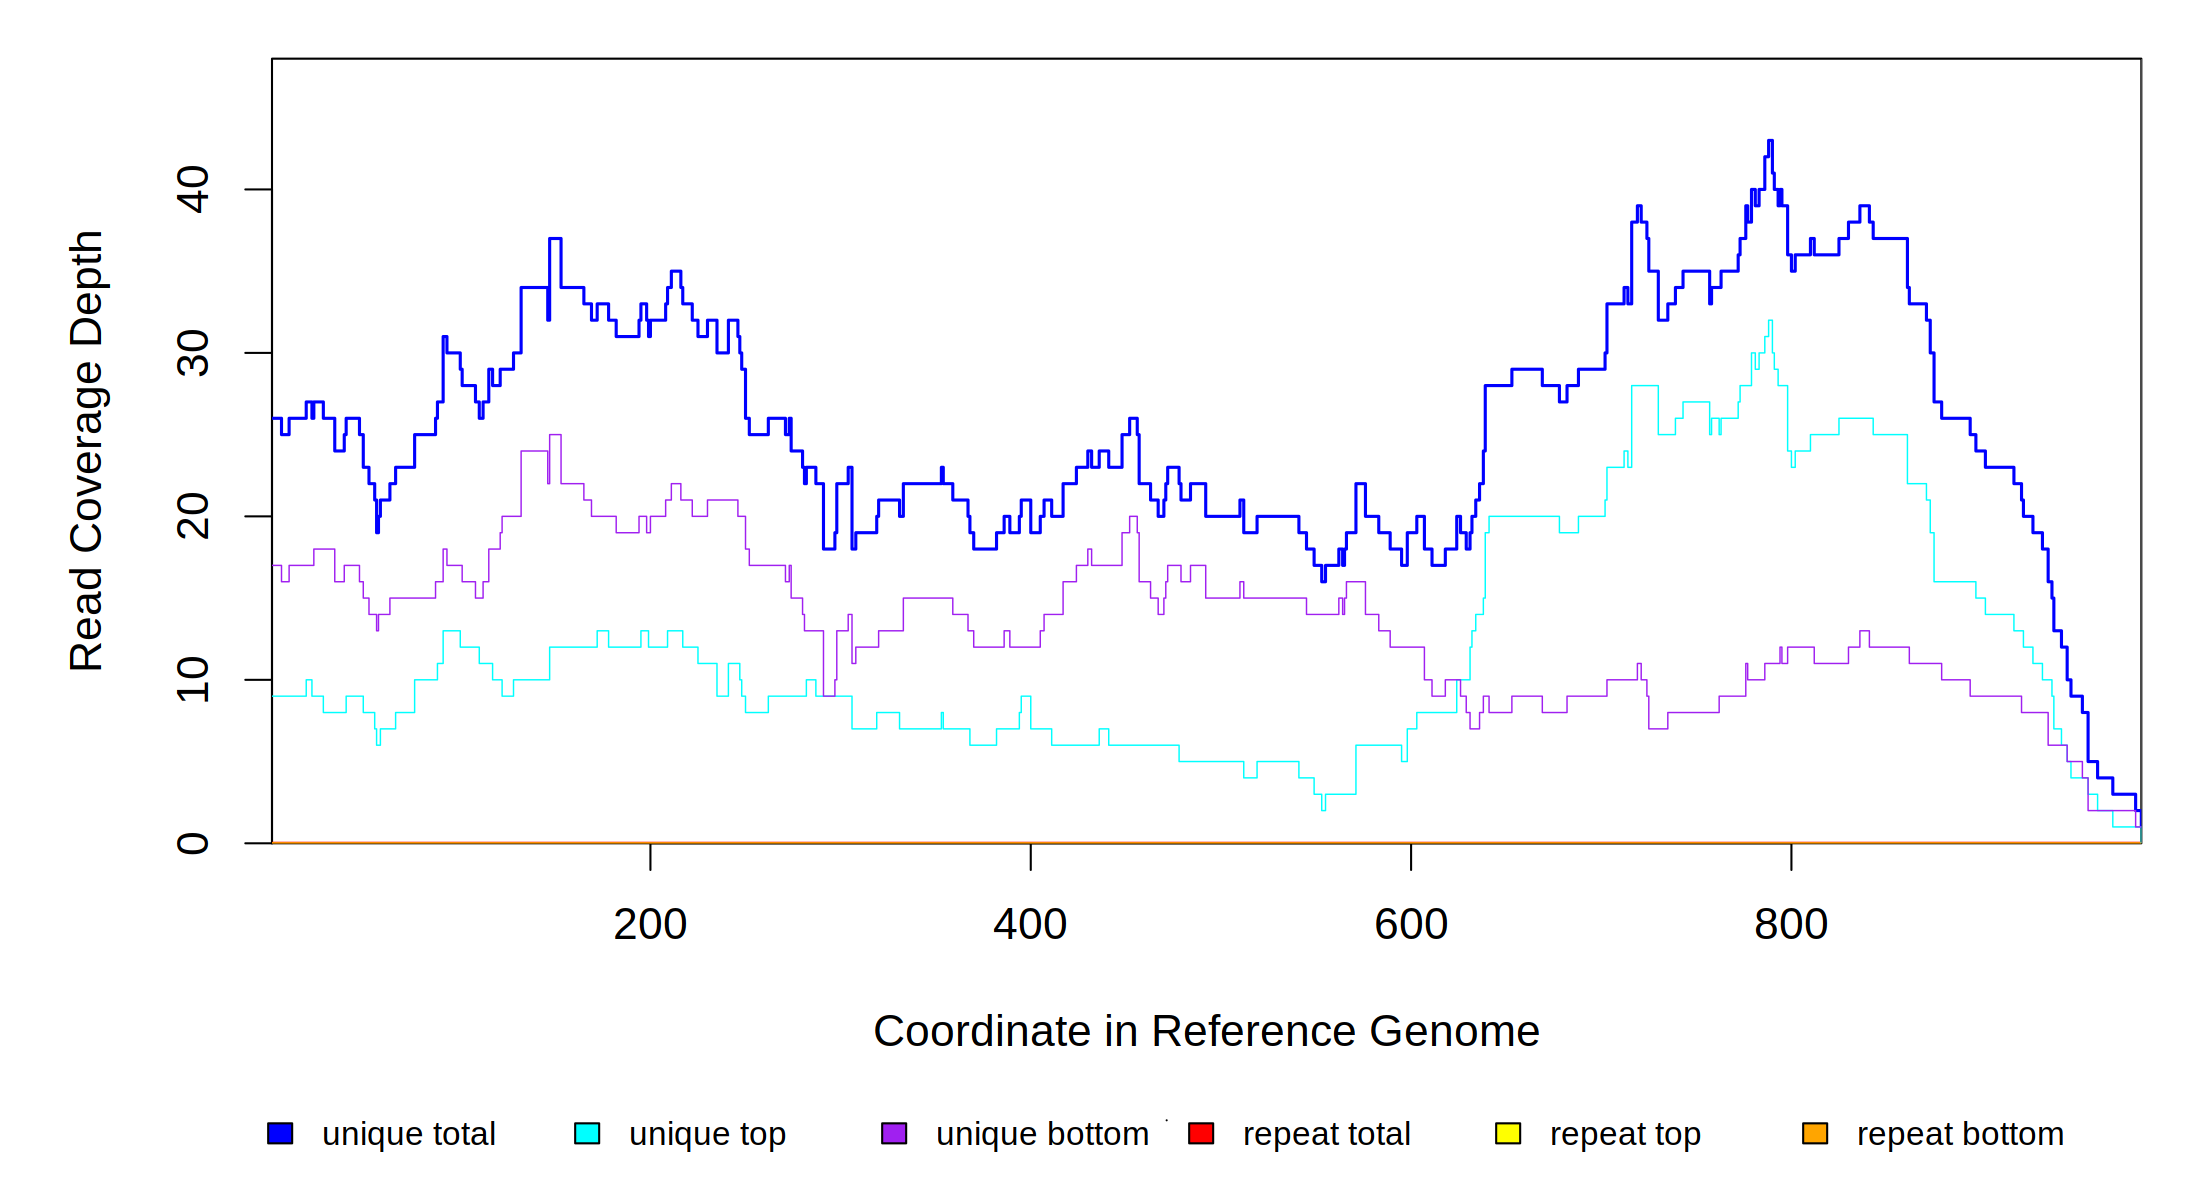 Read Coverage Depth
40
30
20
10
0
200 400 600 800
Coordinate in Reference Genome
unique total unique top unique bottom repeat total repeat top repeat bottom